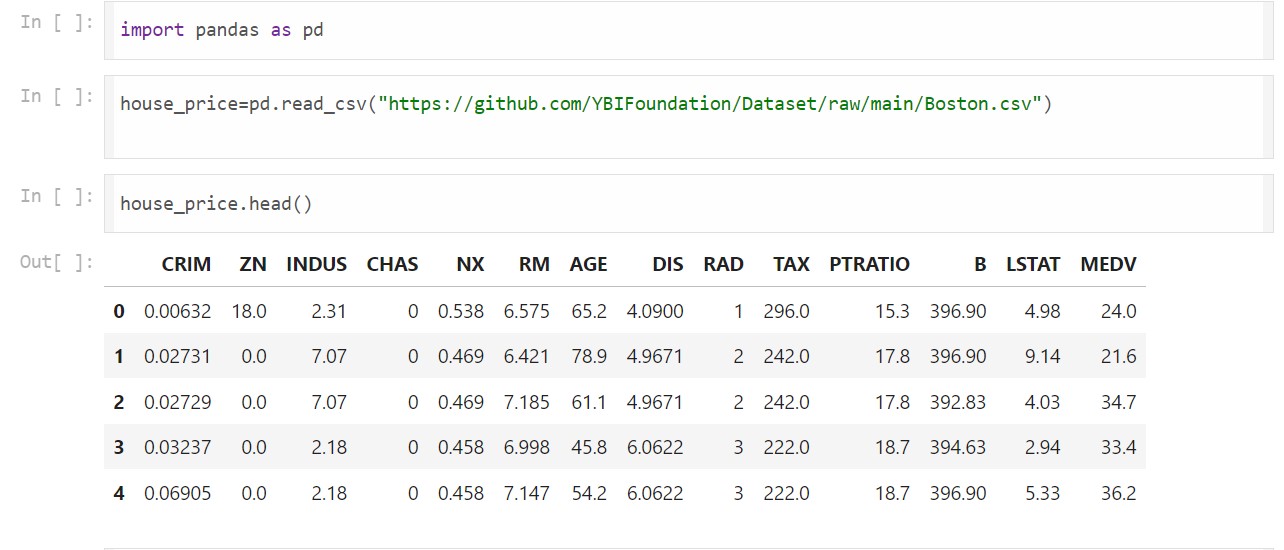 In [ ]: import pandas as pd
In [ ]: house_price=pd.read_csv("https://github.com/YBIFoundation/Dataset/raw/main/Boston.csv")
In [ ]: house_price.head()
Out[ ]: CRIM ZN INDUS CHAS NX RM AGE DIS RAD TAX PTRATIO B LSTAT MEDV
0 0.00632 18.0 2.31 0 0.538 6.575 65.2 4.0900 1 296.0 15.3 396.90 4.98 24.0
1 0.02731 0.0 7.07 0 0.469 6.421 78.9 4.9671 2 242.0 17.8 396.90 9.14 21.6
2 0.02729 0.0 7.07 0 0.469 7.185 61.1 4.9671 2 242.0 17.8 392.83 4.03 34.7
3 0.03237 0.0 2.18 0 0.458 6.998 45.8 6.0622 3 222.0 18.7 394.63 2.94 33.4
4 0.06905 0.0 2.18 0 0.458 7.147 54.2 6.0622 3 222.0 18.7 396.90 5.33 36.2